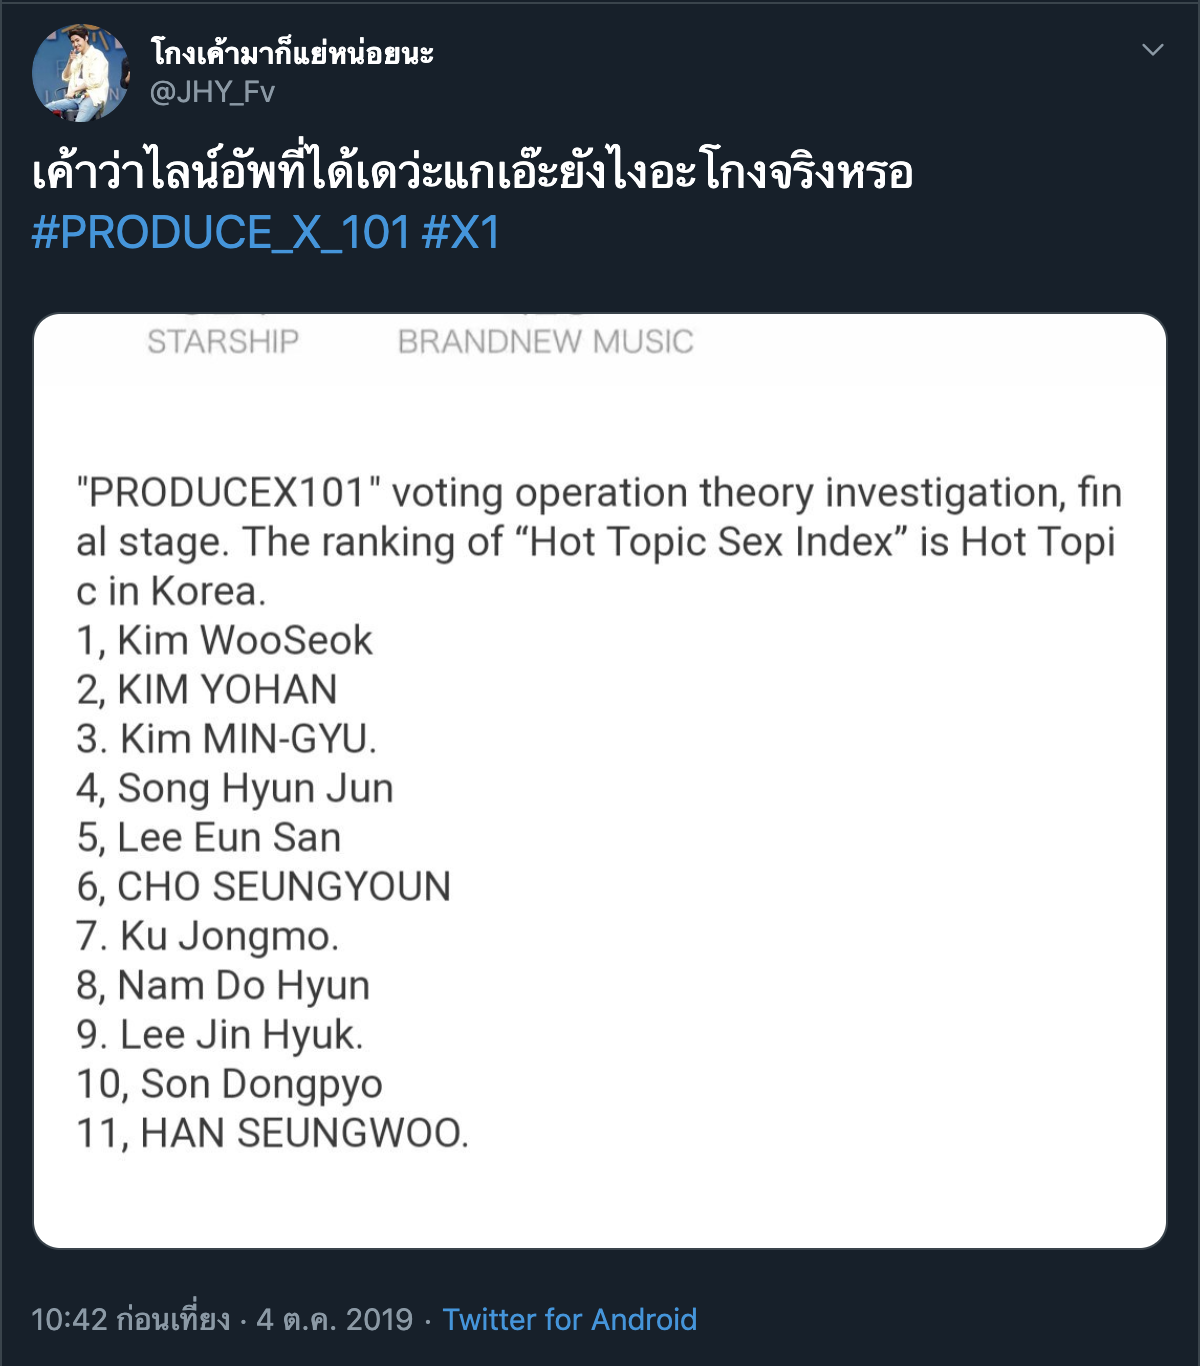 โกงเค้ามาก็แย่หน่อยนะ
@JHY_Fv
เค้าว่าไลน์อัพที่ได้เดว่ะแกเอ๊ะยังไงอะโกงจริงหรอ
#PRODUCE_X_101 #X1
STARSHIP BRANDNEW MUSIC
"PRODUCEX101" voting operation theory investigation, fin
al stage. The ranking of “Hot Topic Sex Index” is Hot Topi
c in Korea.
1, Kim WooSeok
2, KIM YOHAN
3. Kim MIN-GYU.
4, Song Hyun Jun
5, Lee Eun San
6, CHO SEUNGYOUN
7. Ku Jongmo.
8, Nam Do Hyun
9. Lee Jin Hyuk.
10, Son Dongpyo
11, HAN SEUNGWOO.
10:42 ก่อนเที่ยง · 4 ต.ค. 2019 · Twitter for Android